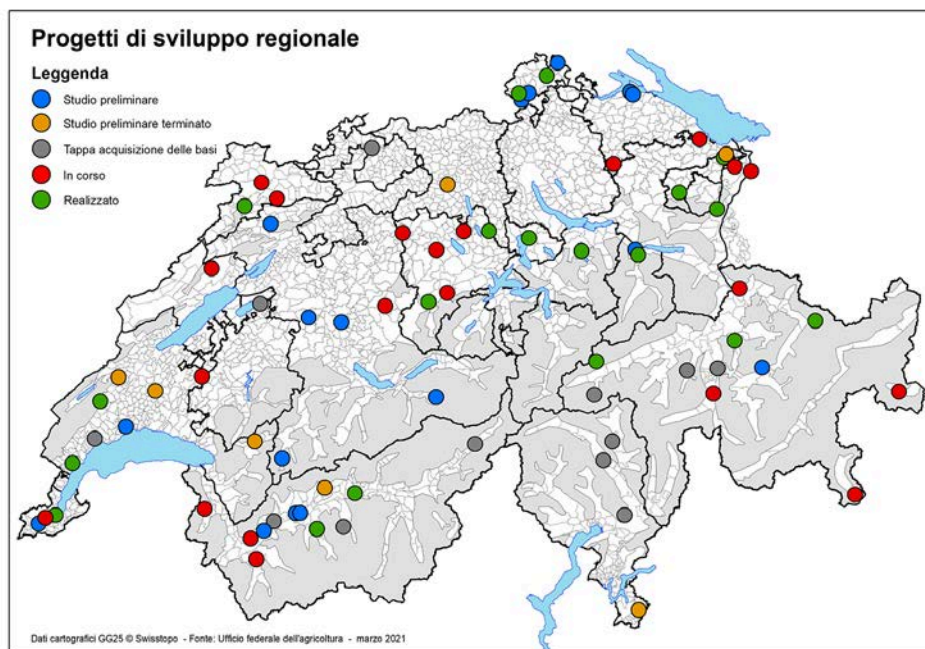 Progetti di sviluppo regionale
Leggenda
Studio preliminare
Studio preliminare terminato
Tappa acquisizione delle basi
In corso
Realizzato
Dati cartografici GG25 © Swisstopo - Fonte: Ufficio federale dell'agricoltura - marzo 2021